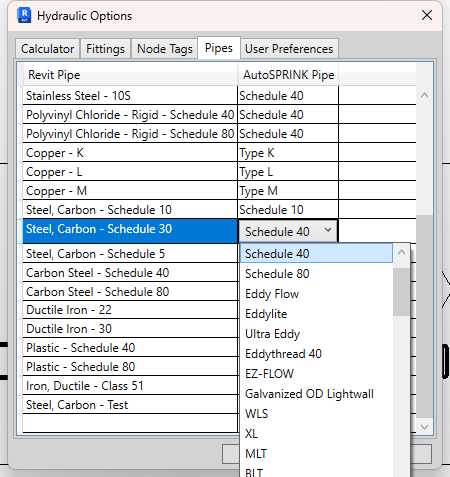 Hydraulic Options
Calculator Fittings Node Tags Pipes User Preferences
Revit Pipe AutoSPRINK Pipe
Stainless Steel - 10S Schedule 40
Polyvinyl Chloride - Rigid - Schedule 40 Schedule 40
Polyvinyl Chloride - Rigid - Schedule 80 Schedule 40
Copper - K Type K
Copper - L Type L
Copper - M Type M
Steel, Carbon - Schedule 10 Schedule 10
Steel, Carbon - Schedule 30 Schedule 40
Steel, Carbon - Schedule 5 Schedule 40
Carbon Steel - Schedule 40 Schedule 80
Carbon Steel - Schedule 80 Eddy Flow
Ductile Iron - 22 Eddylite
Ductile Iron - 30 Ultra Eddy
Plastic - Schedule 40 Eddythread 40
Plastic - Schedule 80 EZ-FLOW
Iron, Ductile - Class 51 Galvanized OD Lightwall
Steel, Carbon - Test WLS
XL
MLT
BLT